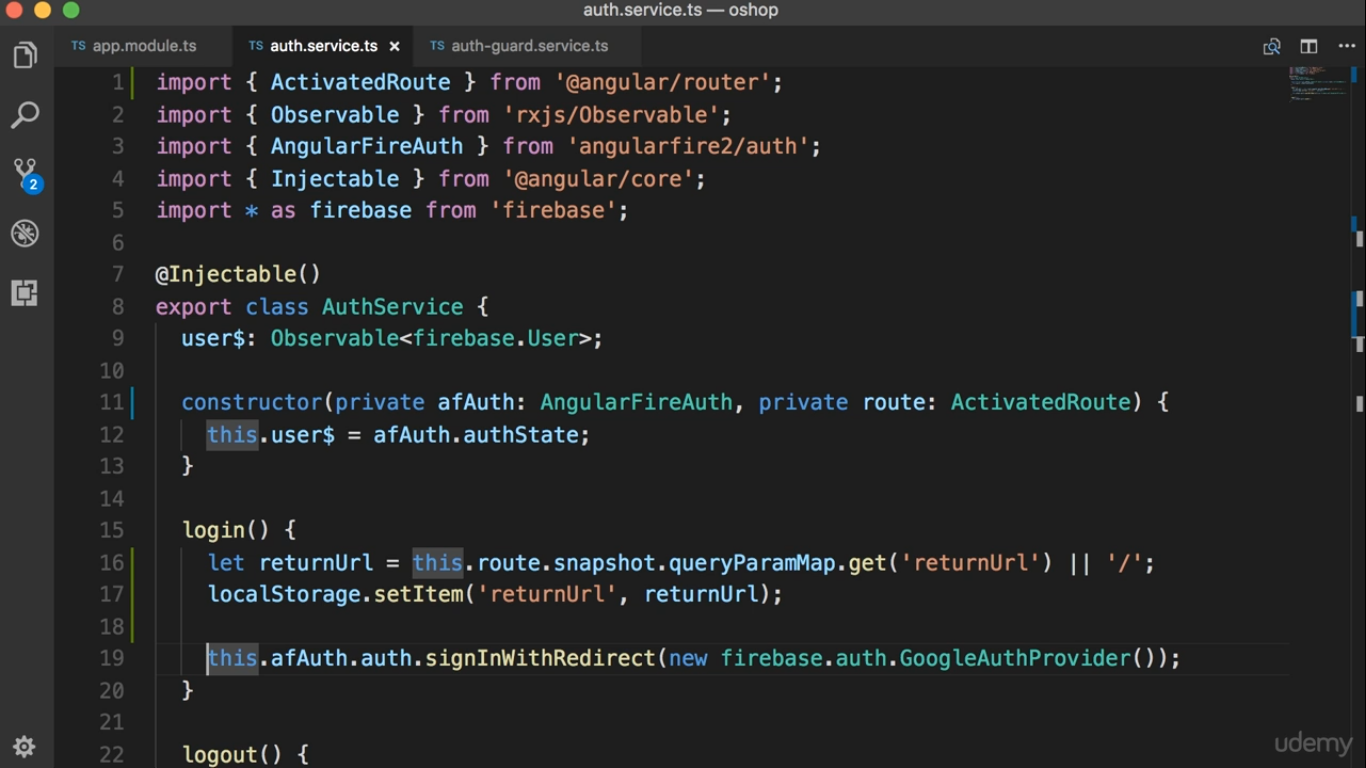 auth.service.ts — oshop
TS app.module.ts TS auth.service.ts × TS auth-guard.service.ts
1 import { ActivatedRoute } from '@angular/router';
2 import { Observable } from 'rxjs/Observable';
3 import { AngularFireAuth } from 'angularfire2/auth';
4 import { Injectable } from '@angular/core';
5 import * as firebase from 'firebase';
6
7 @Injectable()
8 export class AuthService {
9 user$: Observable<firebase.User>;
10
11 constructor(private afAuth: AngularFireAuth, private route: ActivatedRoute) {
12 this.user$ = afAuth.authState;
13 }
14
15 login() {
16 let returnUrl = this.route.snapshot.queryParamMap.get('returnUrl') || '/';
17 localStorage.setItem('returnUrl', returnUrl);
18
19 this.afAuth.auth.signInWithRedirect(new firebase.auth.GoogleAuthProvider());
20 }
21
22 logout() {
2
udemy